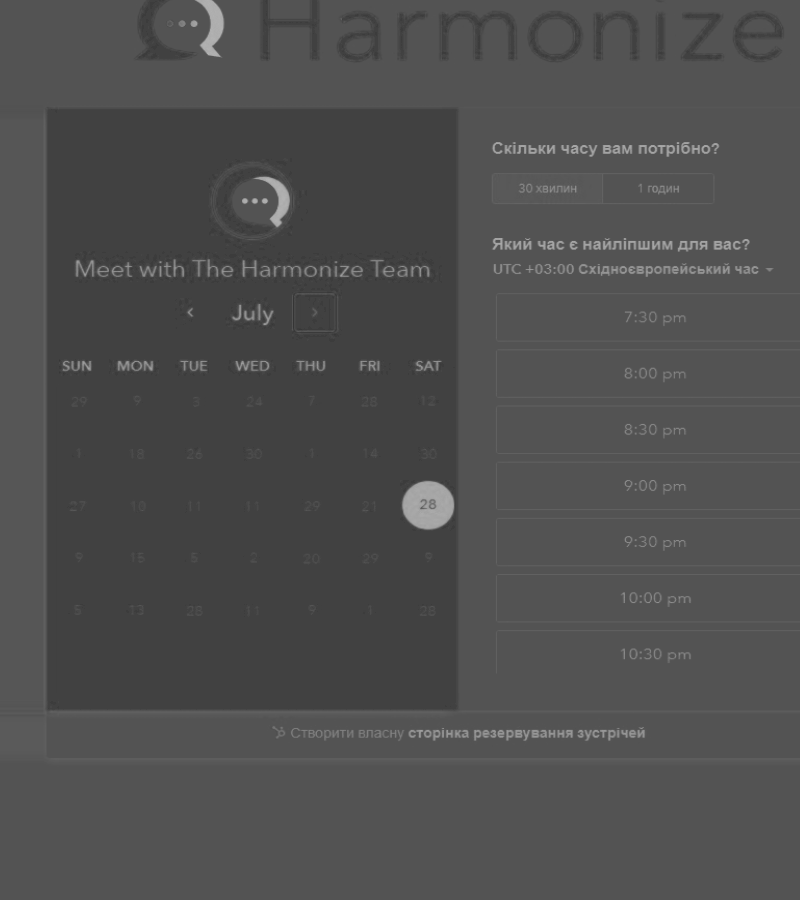 Harmonize
Meet with The Harmonize Team
July
SUN MON TUE WED THU FRI SAT
29 9 3 24 7 28 12
1 18 26 30 1 14 30
27 10 11 11 29 21 28
9 15 5 2 20 29 9
5 13 28 11 9 1 28
Скільки часу вам потрібно?
30 хвилин 1 годин
Який час є найліпшим для вас?
UTC +03:00 Східноєвропейський час
7:30 pm
8:00 pm
8:30 pm
9:00 pm
9:30 pm
10:00 pm
10:30 pm
Створити власну сторінка резервування зустрічей